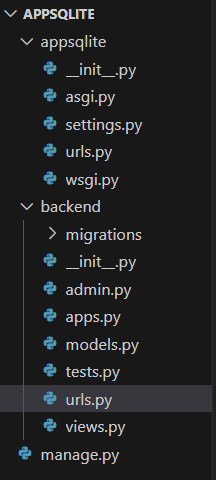 APPSQLITE
appsqlite
__init__.py
asgi.py
settings.py
urls.py
wsgi.py
backend
migrations
__init__.py
admin.py
apps.py
models.py
tests.py
urls.py
views.py
manage.py